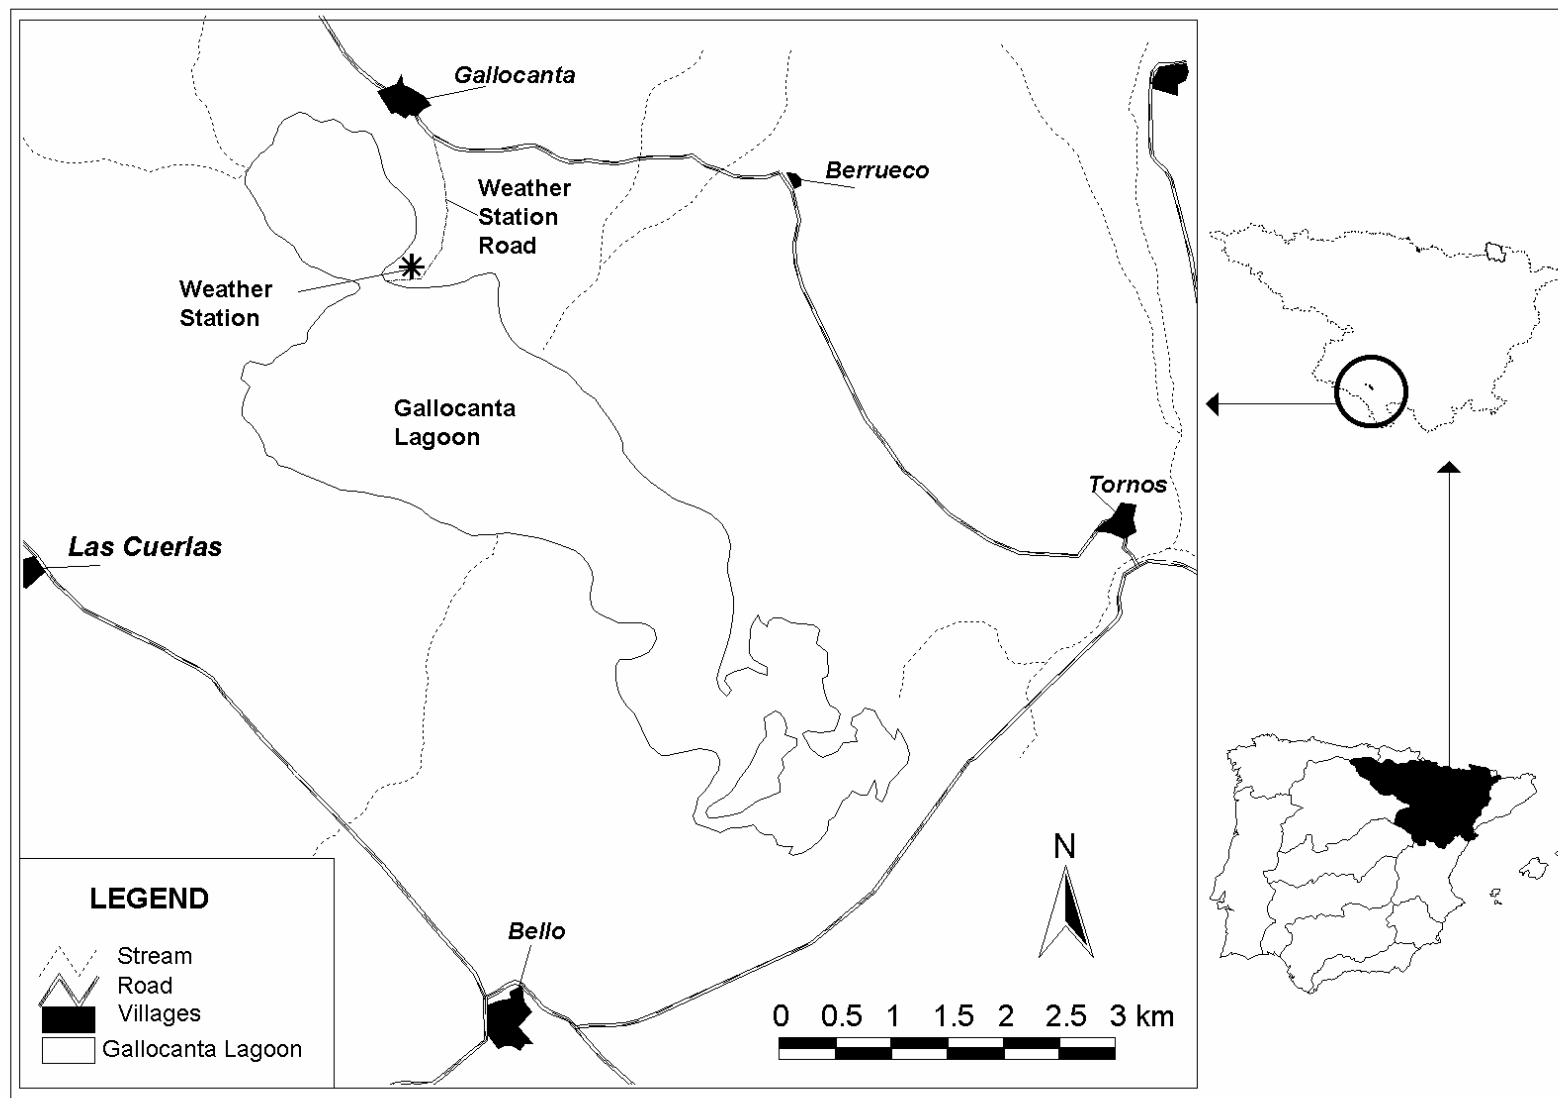 Gallocanta
Berrueco
Weather
Station
Road
Weather
Station
Gallocanta
Lagoon
Tornos
Las Cuerlas
Bello
N
LEGEND
Stream
Road
Villages
Gallocanta Lagoon
0 0.5 1 1.5 2 2.5 3 km